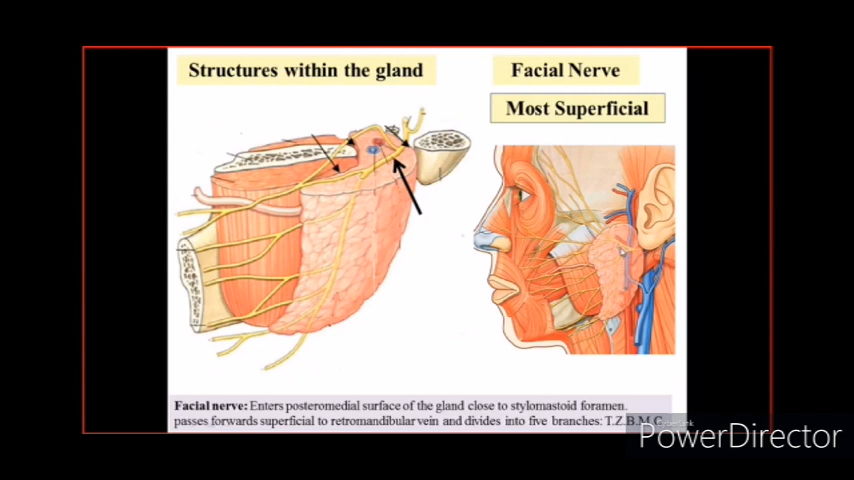 Structures within the gland
Facial Nerve
Most Superficial
Facial nerve: Enters posteromedial surface of the gland close to stylomastoid foramen.
passes forwards superficial to retromandibular vein and divides into five branches: T.Z.B.M.C
CyberLink
PowerDirector